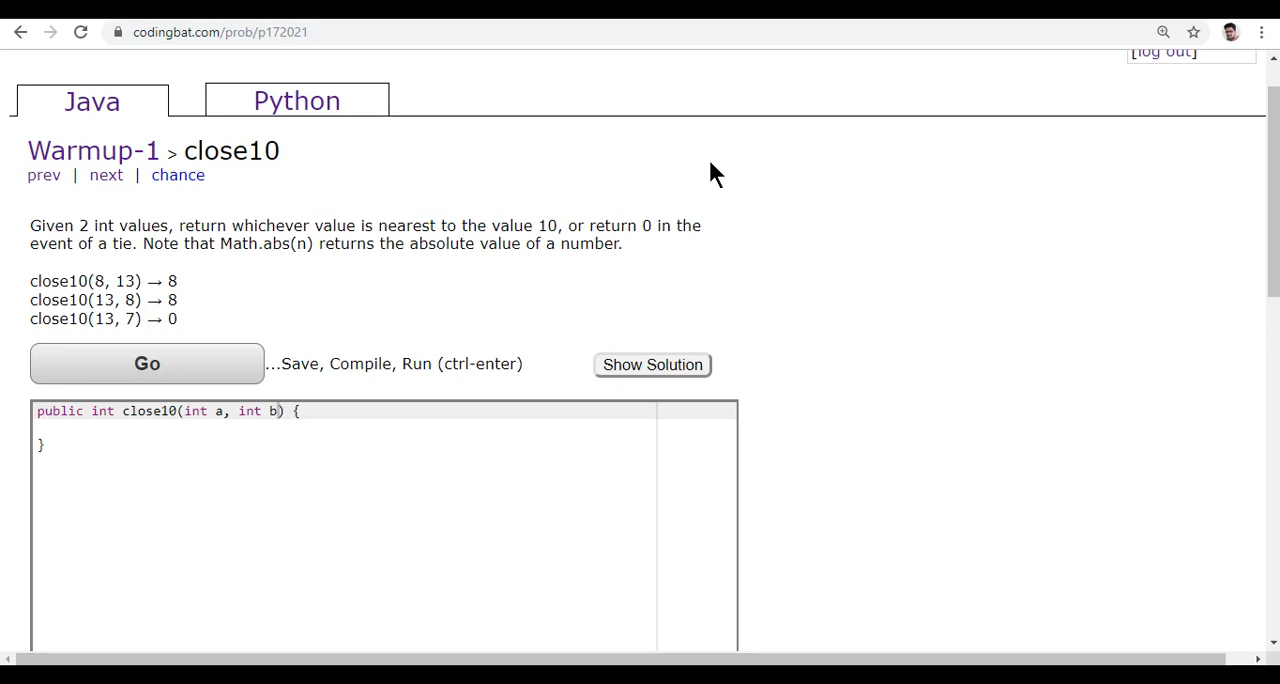 codingbat.com/prob/p172021
[log out]
Java Python
Warmup-1 > close10
prev | next | chance
Given 2 int values, return whichever value is nearest to the value 10, or return 0 in the
event of a tie. Note that Math.abs(n) returns the absolute value of a number.
close10(8, 13) → 8
close10(13, 8) → 8
close10(13, 7) → 0
Go ...Save, Compile, Run (ctrl-enter) Show Solution
public int close10(int a, int b) {
}